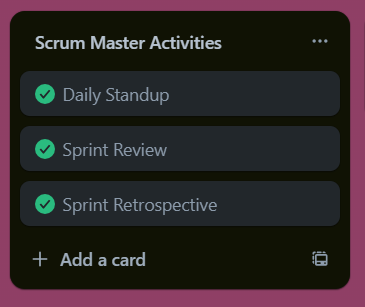 Scrum Master Activities
Daily Standup
Sprint Review
Sprint Retrospective
Add a card